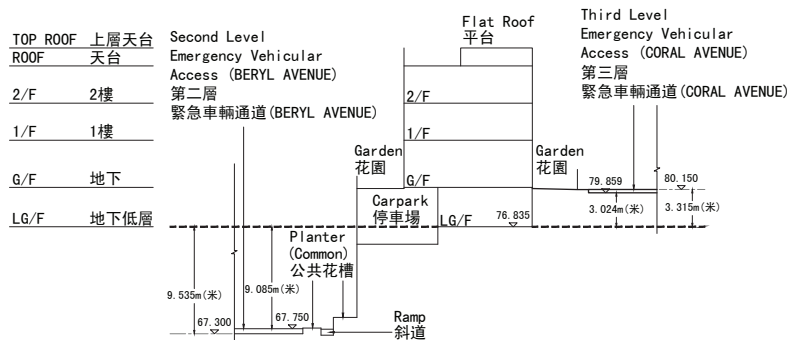 TOP ROOF 上層天台
ROOF 天台
2/F 2樓
1/F 1樓
G/F 地下
LG/F 地下低層
Second Level
Emergency Vehicular
Access (BERYL AVENUE)
第二層
緊急車輛通道(BERYL AVENUE)
Flat Roof
平台
Third Level
Emergency Vehicular
Access (CORAL AVENUE)
第三層
緊急車輛通道(CORAL AVENUE)
2/F
1/F
G/F
LG/F
Garden
花園
Garden
花園
Carpark
停車場
76.835
79.859
80.150
3.024m(米)
3.315m(米)
Planter
(Common)
公共花槽
9.535m(米)
9.085m(米)
67.300
67.750
Ramp
斜道